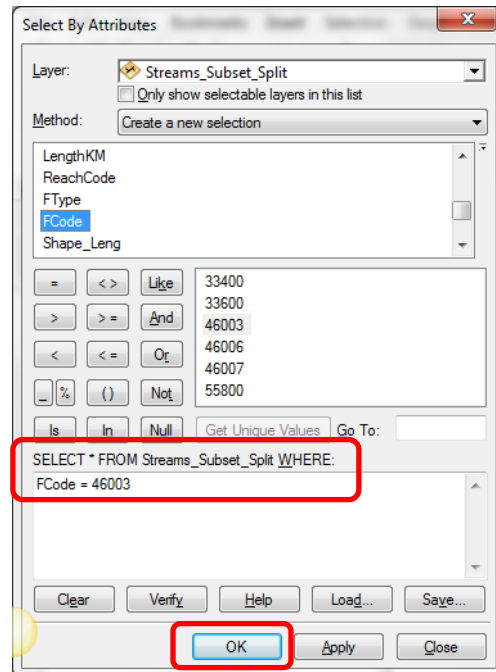 Select By Attributes
Layer: Streams_Subset_Split
Only show selectable layers in this list
Method: Create a new selection
LengthKM
ReachCode
FType
FCode
Shape_Leng
= <> Like
> >= And
< <= Or
_ % () Not
Is In Null
33400
33600
46003
46006
46007
55800
Get Unique Values Go To:
SELECT * FROM Streams_Subset_Split WHERE:
FCode = 46003
Clear Verify Help Load... Save...
OK Apply Close